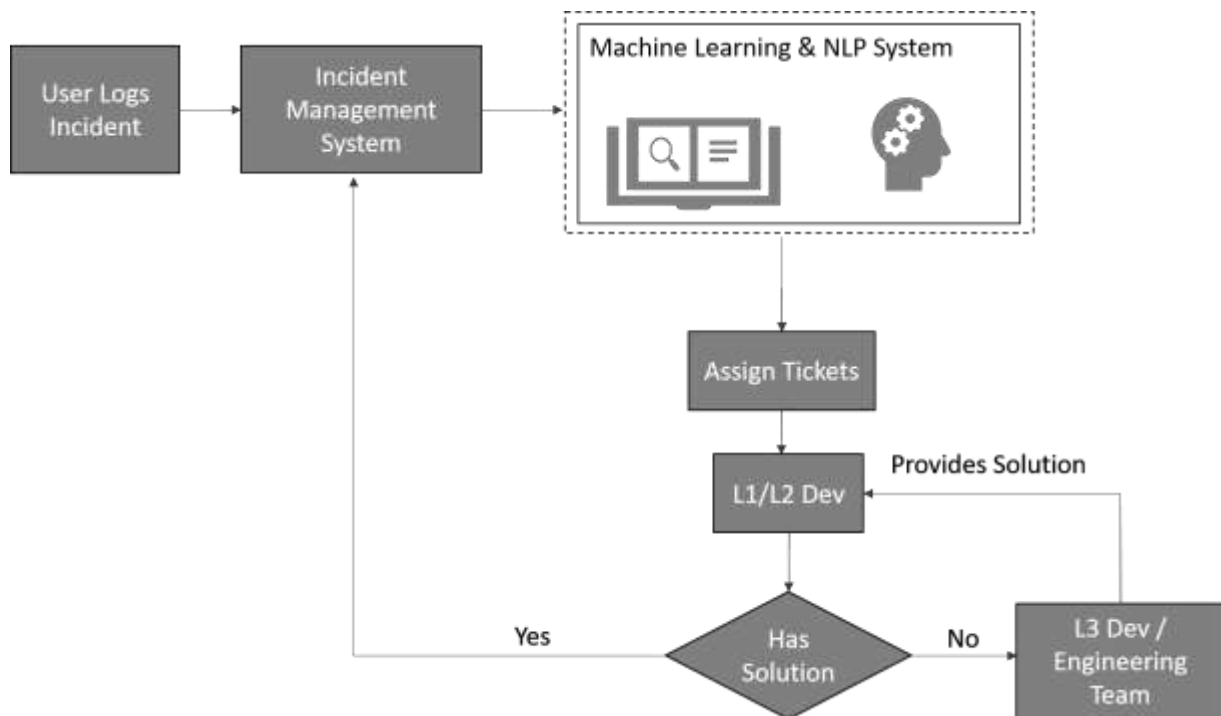 User Logs
Incident
Incident
Management
System
Machine Learning & NLP System
Assign Tickets
L1/L2 Dev
Provides Solution
Has
Solution
Yes
No
L3 Dev /
Engineering
Team